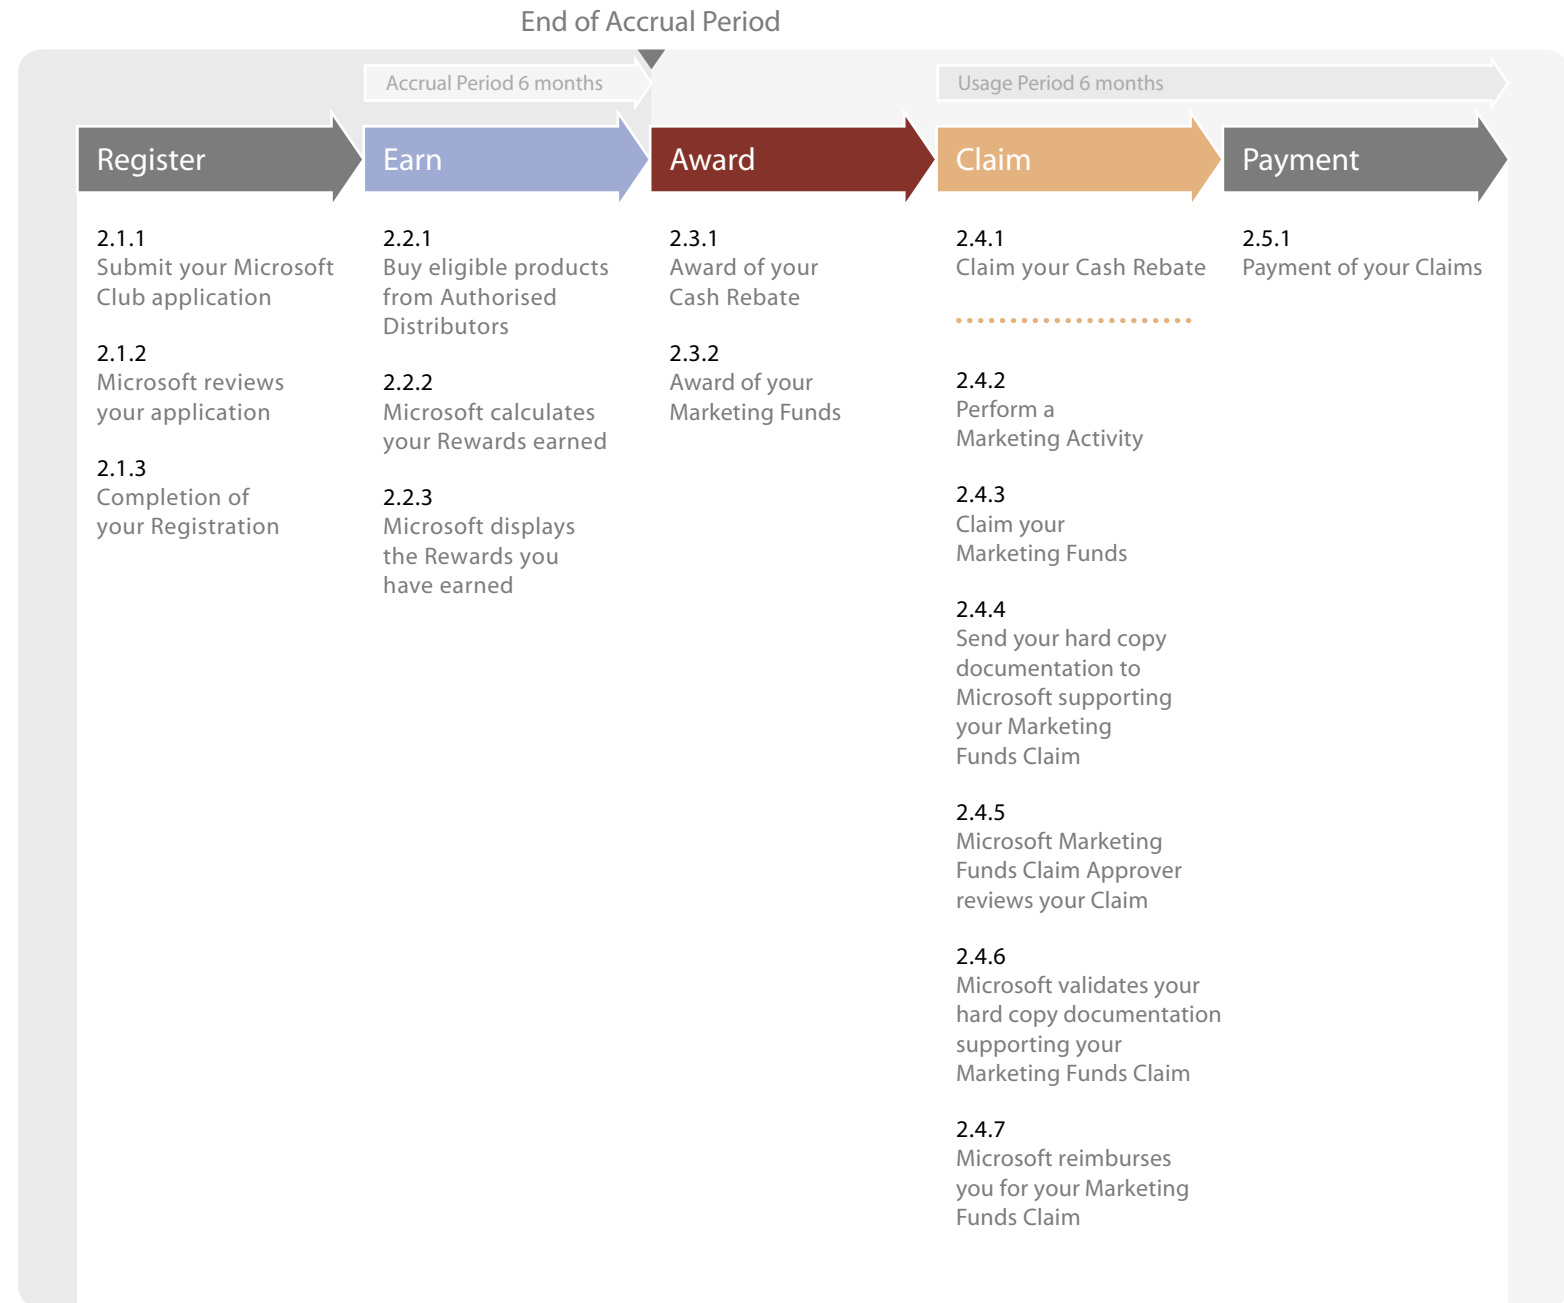 End of Accrual Period
Accrual Period 6 months
Usage Period 6 months
Register
Earn
Award
Claim
Payment
2.1.1
Submit your Microsoft
Club application
2.1.2
Microsoft reviews
your application
2.1.3
Completion of
your Registration
2.2.1
Buy eligible products
from Authorised
Distributors
2.2.2
Microsoft calculates
your Rewards earned
2.2.3
Microsoft displays
the Rewards you
have earned
2.3.1
Award of your
Cash Rebate
2.3.2
Award of your
Marketing Funds
2.4.1
Claim your Cash Rebate
2.4.2
Perform a
Marketing Activity
2.4.3
Claim your
Marketing Funds
2.4.4
Send your hard copy
documentation to
Microsoft supporting
your Marketing
Funds Claim
2.4.5
Microsoft Marketing
Funds Claim Approver
reviews your Claim
2.4.6
Microsoft validates your
hard copy documentation
supporting your
Marketing Funds Claim
2.4.7
Microsoft reimburses
you for your Marketing
Funds Claim
2.5.1
Payment of your Claims